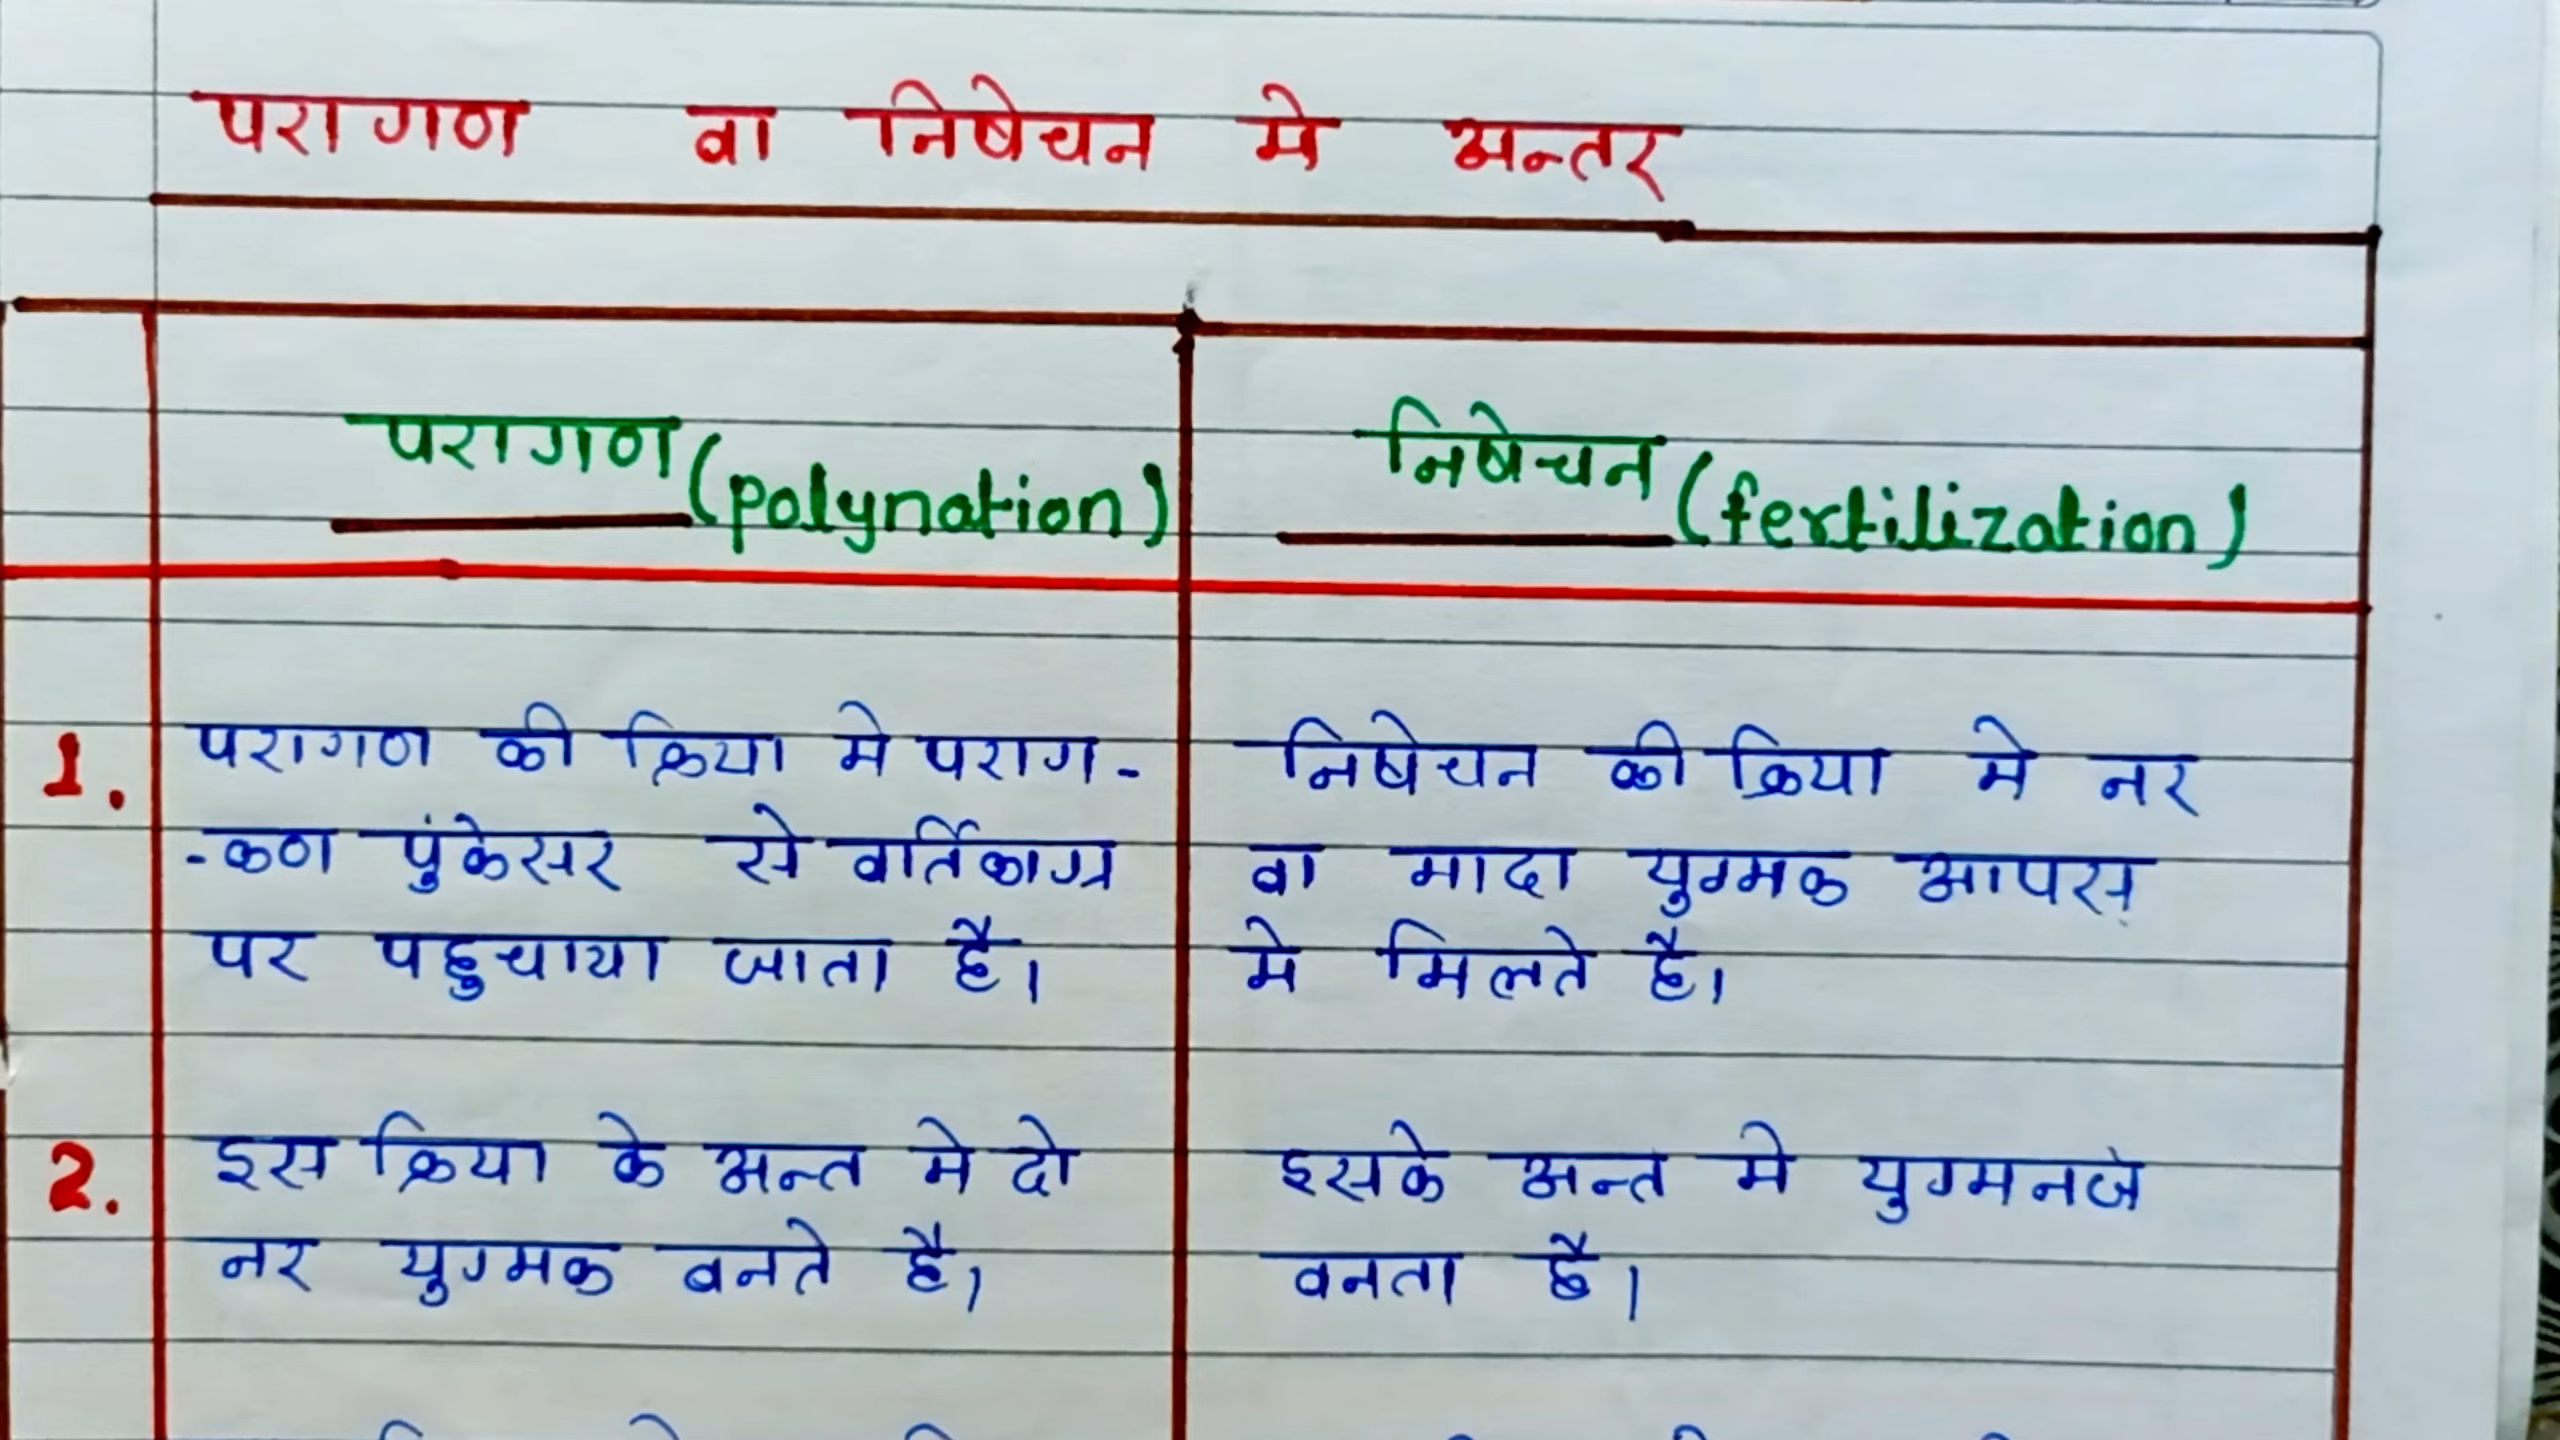 परागण वा निषेचन मे अन्तर
परागण (polynation) निषेचन (fertilization)
1. परागण की क्रिया मे पराग-
-कण पुंकेसर से वर्तिकाग्र
पर पहुचाया जाता है।
निषेचन की क्रिया मे नर
वा मादा युग्मक आपस
मे मिलते है।
2. इस क्रिया के अन्त मे दो
नर युग्मक बनते है।
इसके अन्त मे युग्मनज
वनता है।